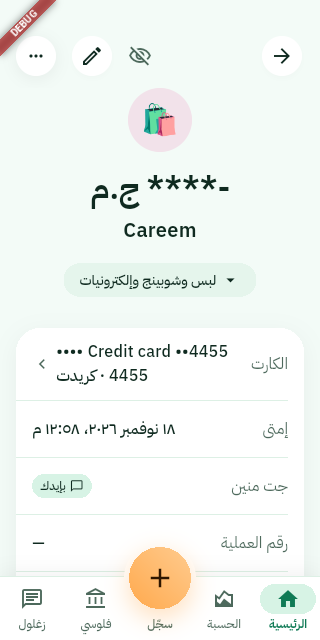 DEBUG
-**** ج.م
Careem
لبس وشوبينج وإلكترونيات
الكارت
•••• Credit card ••4455
كريدت · 4455
إمتى
١٨ نوفمبر ٢٠٢٦، ١٢:٥٨ م
جت منين
بإيدك
رقم العملية
—
الرئيسية
الحسبة
سجّل
فلوسي
زغلول